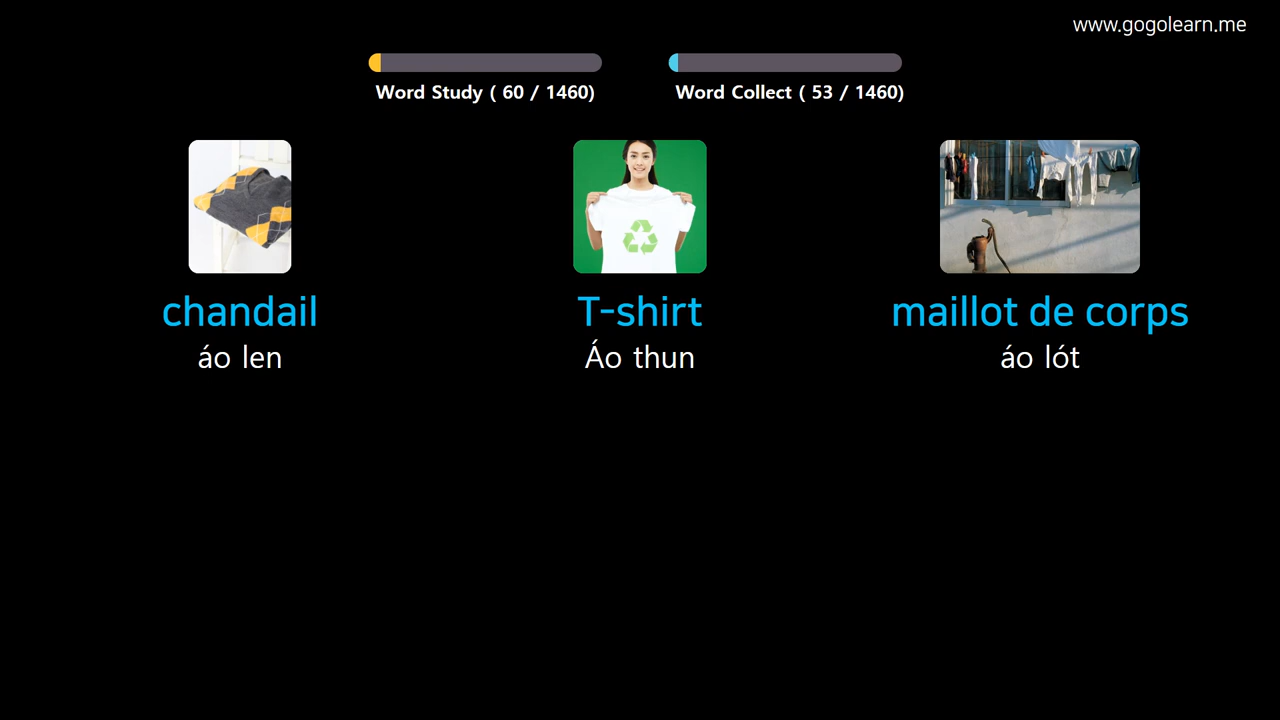 www.gogolearn.me
Word Study ( 60 / 1460)
Word Collect ( 53 / 1460)
chandail
áo len
T-shirt
Áo thun
maillot de corps
áo lót